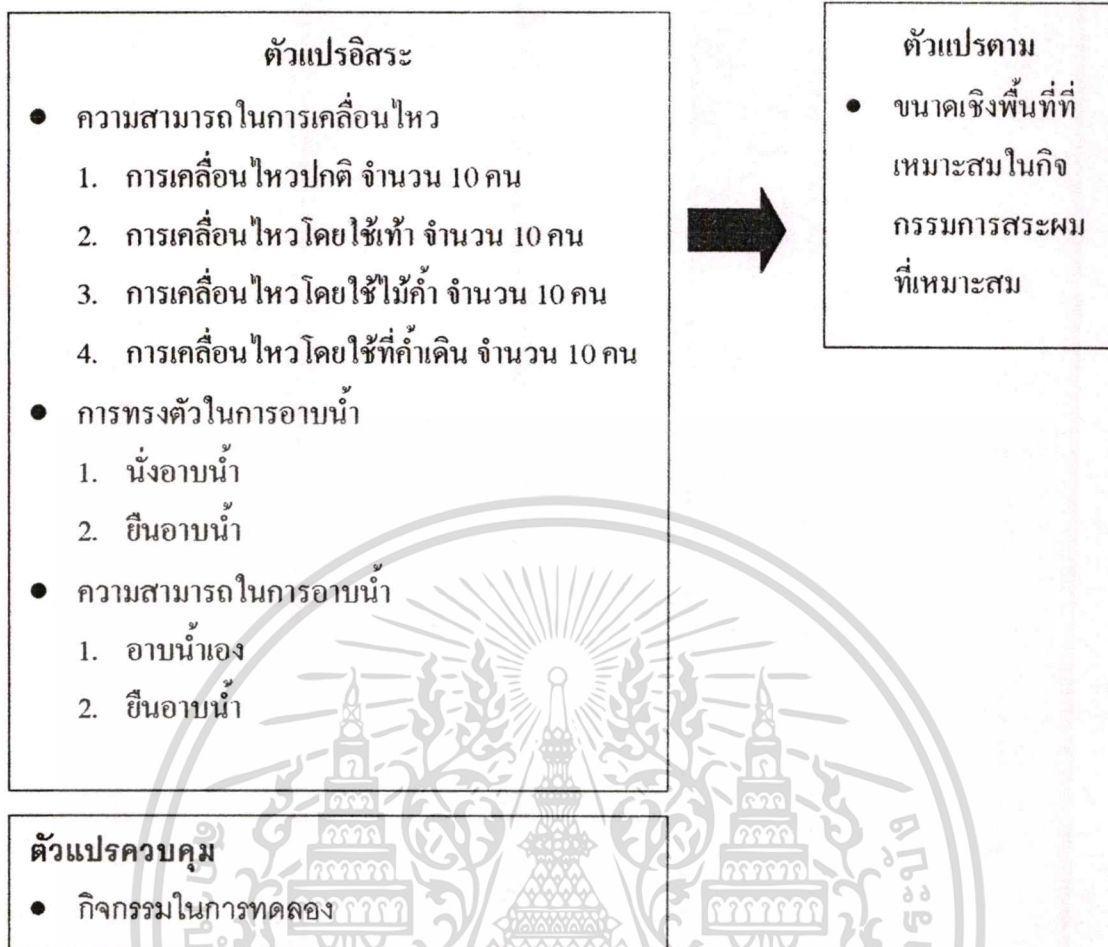 ตัวแปรอิสระ
● ความสามารถในการเคลื่อนไหว
1. การเคลื่อนไหวปกติ จำนวน 10 คน
2. การเคลื่อนไหวโดยใช้เท้า จำนวน 10 คน
3. การเคลื่อนไหวโดยใช้ไม้ค้ำ จำนวน 10 คน
4. การเคลื่อนไหวโดยใช้ที่ค้ำเดิน จำนวน 10 คน
● การทรงตัวในการอาบน้ำ
1. นั่งอาบน้ำ
2. ยืนอาบน้ำ
● ความสามารถในการอาบน้ำ
1. อาบน้ำเอง
2. ยืนอาบน้ำ
ตัวแปรตาม
● ขนาดเชิงพื้นที่ที่
เหมาะสมในกิจ
กรรมการสระผม
ที่เหมาะสม
ตัวแปรควบคุม
● กิจกรรมในการทดลอง